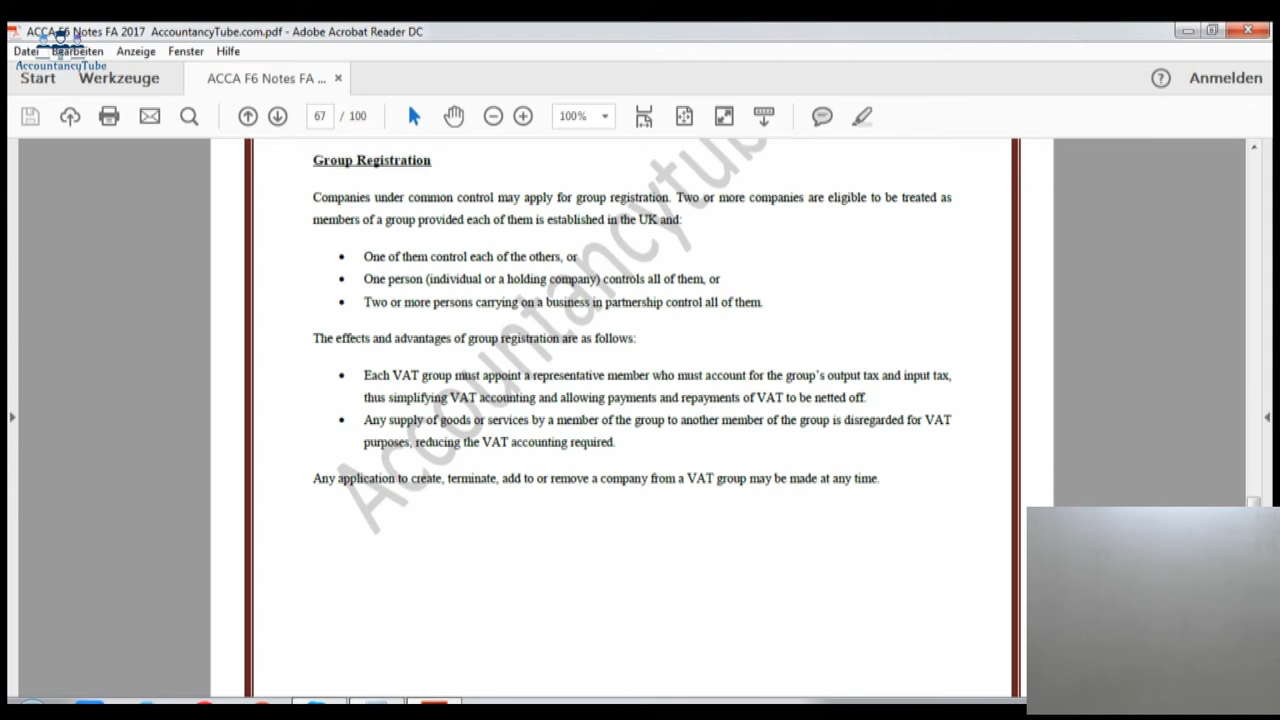 ACCA F6 Notes FA 2017 AccountancyTube.com.pdf - Adobe Acrobat Reader DC
Datei Bearbeiten Anzeige Fenster Hilfe
AccountancyTube
Start Werkzeuge ACCA F6 Notes FA ... × Anmelden
67 / 100 100%
Group Registration
Companies under common control may apply for group registration. Two or more companies are eligible to be treated as
members of a group provided each of them is established in the UK and:
• One of them control each of the others, or
• One person (individual or a holding company) controls all of them, or
• Two or more persons carrying on a business in partnership control all of them.
The effects and advantages of group registration are as follows:
• Each VAT group must appoint a representative member who must account for the group's output tax and input tax,
thus simplifying VAT accounting and allowing payments and repayments of VAT to be netted off.
• Any supply of goods or services by a member of the group to another member of the group is disregarded for VAT
purposes, reducing the VAT accounting required.
Any application to create, terminate, add to or remove a company from a VAT group may be made at any time.
Accountancytub